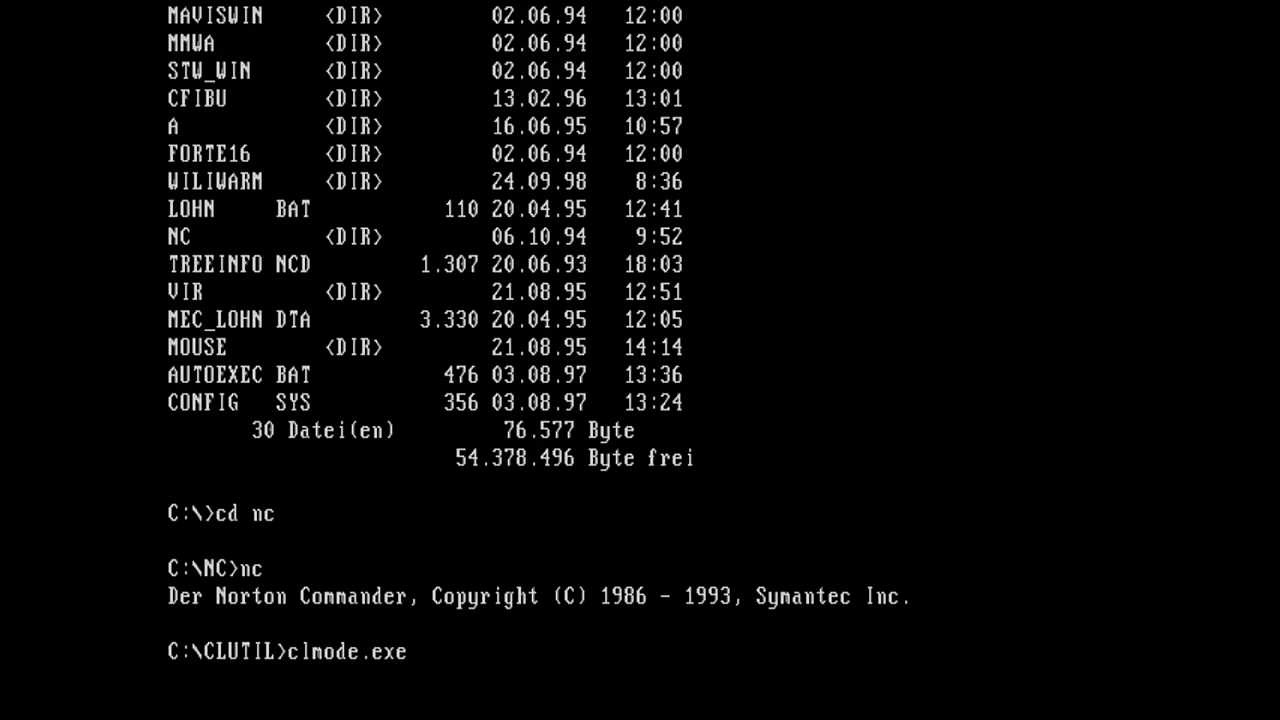 MAVISWIN <DIR> 02.06.94 12:00
MMWA <DIR> 02.06.94 12:00
STW_WIN <DIR> 02.06.94 12:00
CFIBU <DIR> 13.02.96 13:01
A <DIR> 16.06.95 10:57
FORTE16 <DIR> 02.06.94 12:00
WILIWARM <DIR> 24.09.98 8:36
LOHN BAT 110 20.04.95 12:41
NC <DIR> 06.10.94 9:52
TREEINFO NCD 1.307 20.06.93 18:03
VIR <DIR> 21.08.95 12:51
MEC_LOHN DTA 3.330 20.04.95 12:05
MOUSE <DIR> 21.08.95 14:14
AUTOEXEC BAT 476 03.08.97 13:36
CONFIG SYS 356 03.08.97 13:24
30 Datei(en) 76.577 Byte
54.378.496 Byte frei
C:\>cd nc
C:\NC>nc
Der Norton Commander, Copyright (C) 1986 - 1993, Symantec Inc.
C:\CLUTIL>clmode.exe